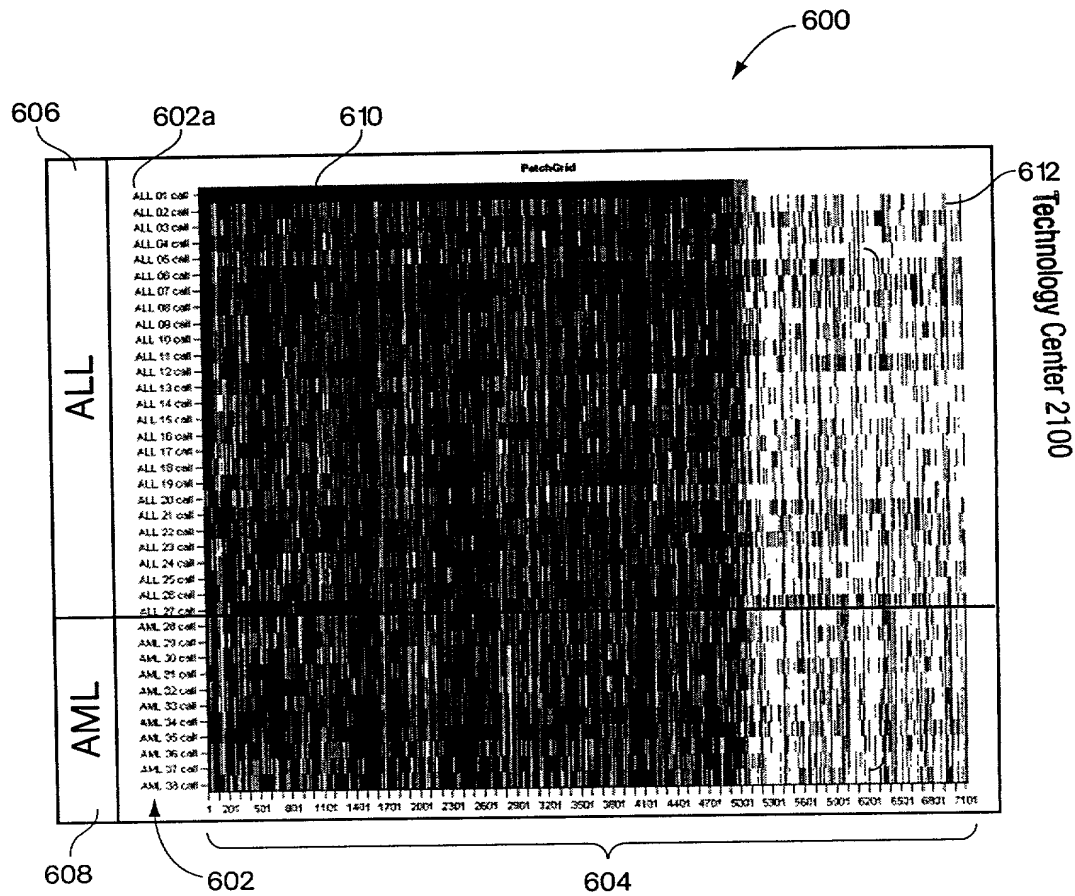 600
606
602a
610
PatchGrid
612
Technology Center 2100
ALL 01 call
ALL 02 call
ALL 03 call
ALL 04 call
ALL 05 call
ALL 06 call
ALL 07 call
ALL 08 call
ALL 09 call
ALL 10 call
ALL 11 call
ALL 12 call
ALL 13 call
ALL 14 call
ALL 15 call
ALL 16 call
ALL 17 call
ALL 18 call
ALL 19 call
ALL 20 call
ALL 21 call
ALL 22 call
ALL 23 call
ALL 24 call
ALL 25 call
ALL 26 call
ALL 27 call
AML 28 call
AML 29 call
AML 30 call
AML 31 call
AML 32 call
AML 33 call
AML 34 call
AML 35 call
AML 36 call
AML 37 call
AML 38 call
ALL
AML
1 201 501 801 1101 1401 1701 2001 2301 2601 2901 3201 3501 3801 4101 4401 4701 5001 5301 5601 5901 6201 6501 6801 7101
608
602
604